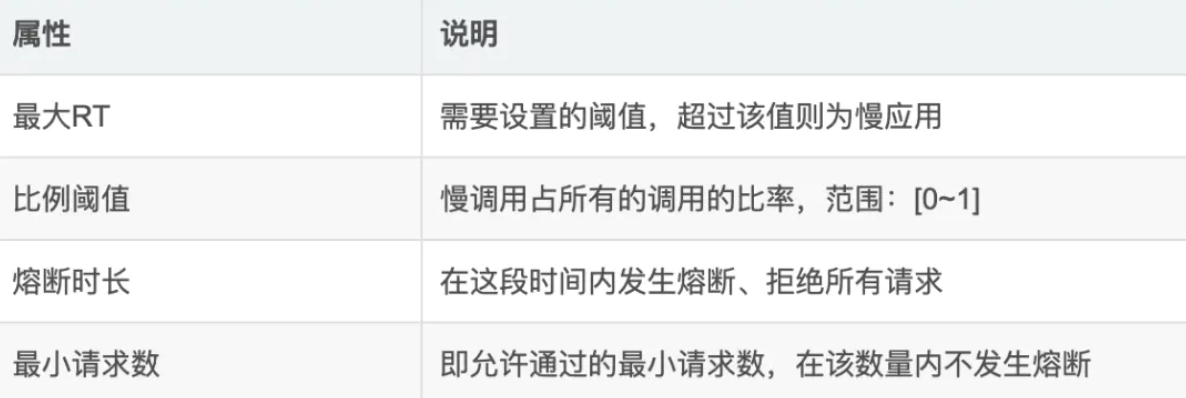 属性 说明
最大RT 需要设置的阈值，超过该值则为慢应用
比例阈值 慢调用占所有的调用的比率，范围：[0~1]
熔断时长 在这段时间内发生熔断、拒绝所有请求
最小请求数 即允许通过的最小请求数，在该数量内不发生熔断